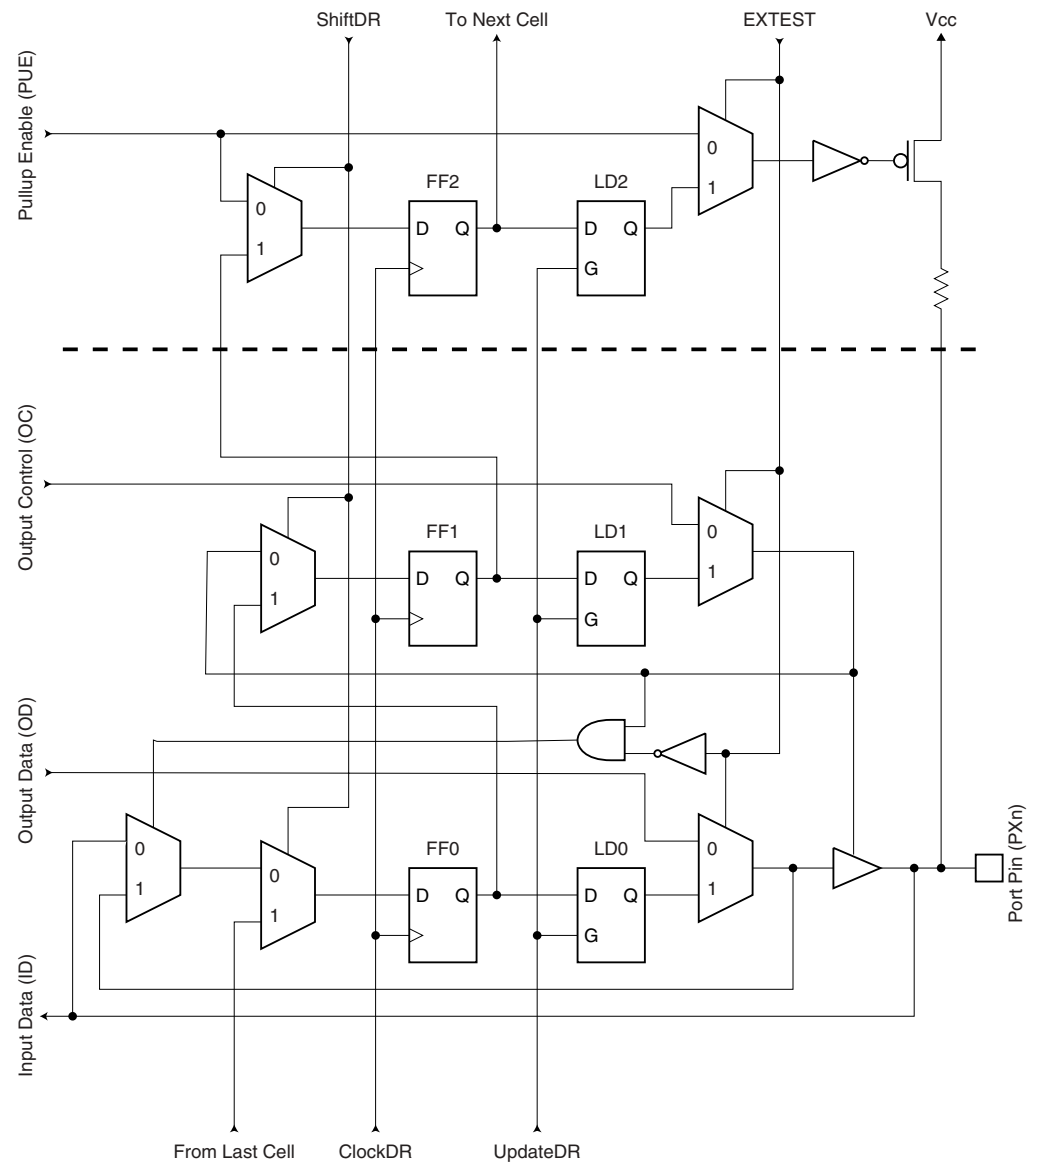 ShiftDR
To Next Cell
EXTEST
Vcc
Pullup Enable (PUE)
0
1
FF2
D Q
LD2
D Q
G
0
1
Output Control (OC)
0
1
FF1
D Q
LD1
D Q
G
0
1
Output Data (OD)
0
1
0
1
FF0
D Q
LD0
D Q
G
0
1
Port Pin (PXn)
Input Data (ID)
From Last Cell
ClockDR
UpdateDR